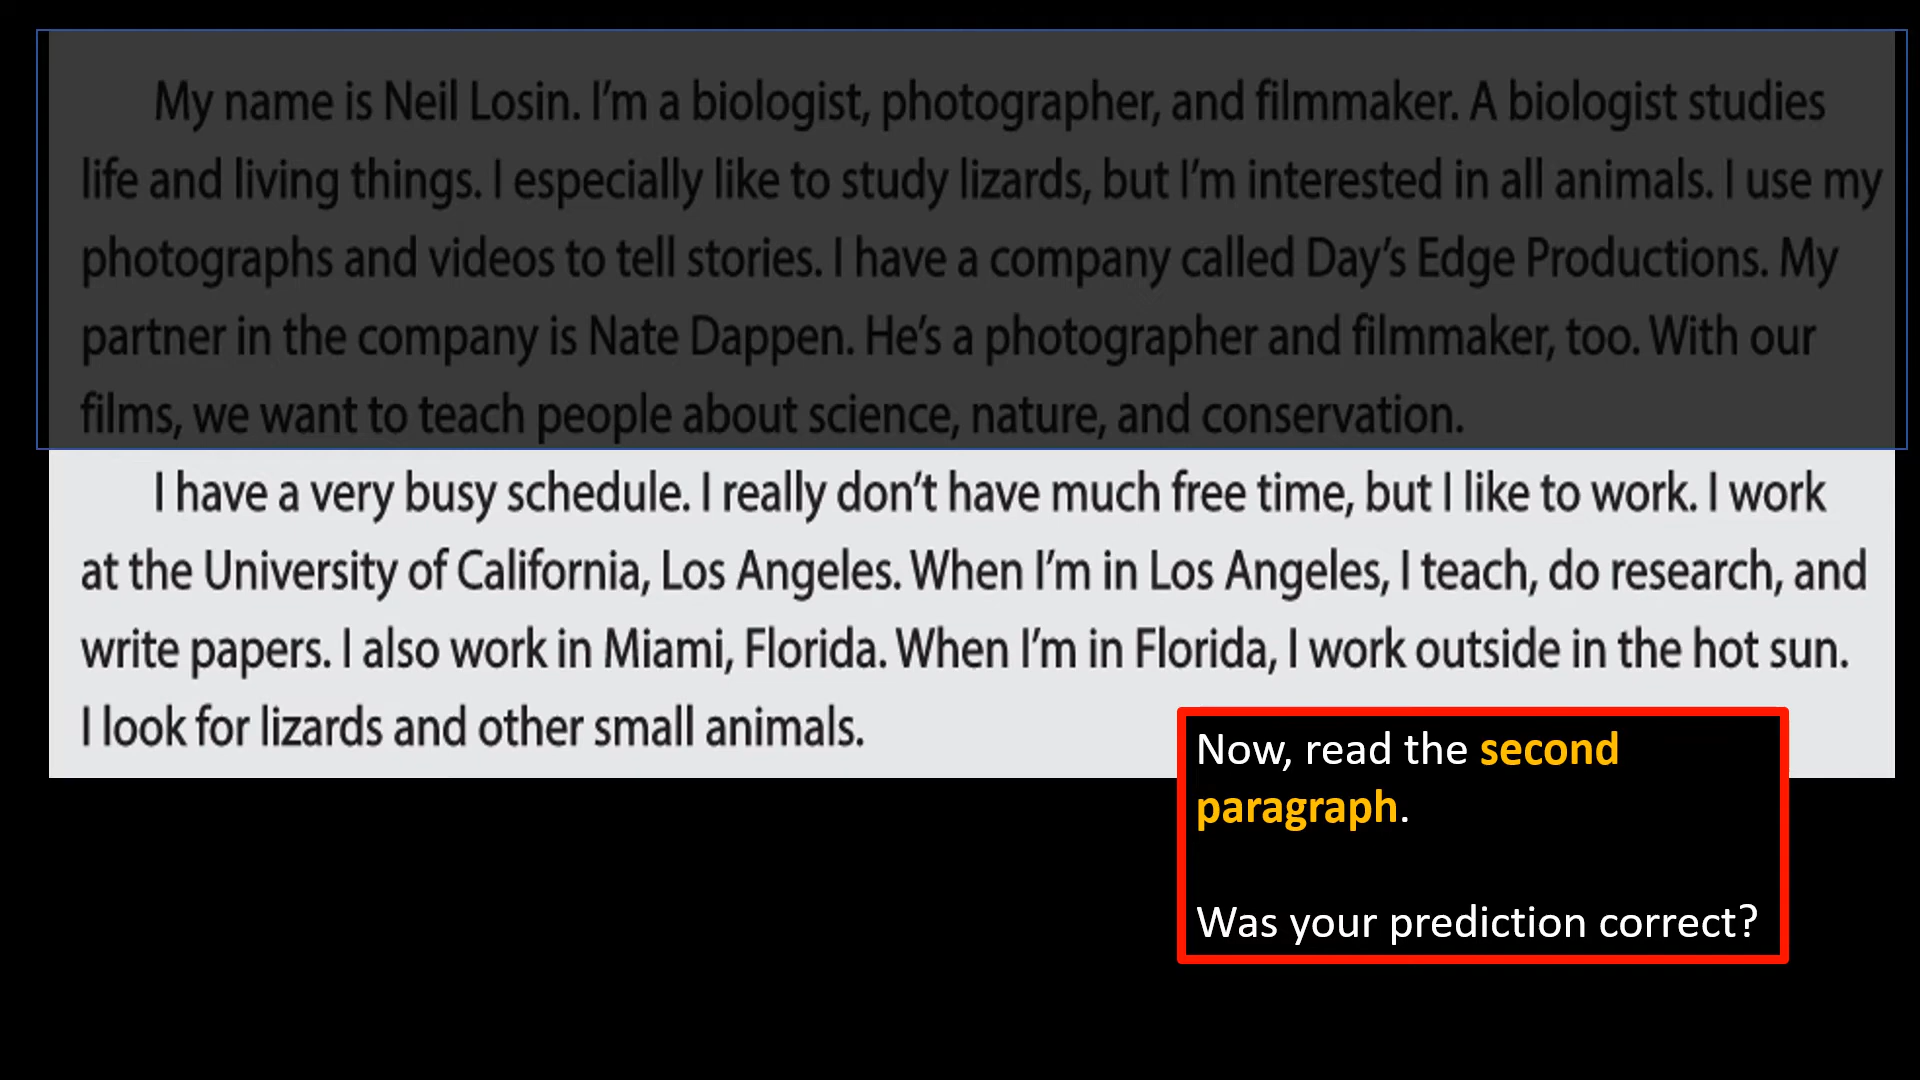 My name is Neil Losin. I'm a biologist, photographer, and filmmaker. A biologist studies
life and living things. I especially like to study lizards, but I'm interested in all animals. I use my
photographs and videos to tell stories. I have a company called Day's Edge Productions. My
partner in the company is Nate Dappen. He's a photographer and filmmaker, too. With our
films, we want to teach people about science, nature, and conservation.
I have a very busy schedule. I really don't have much free time, but I like to work. I work
at the University of California, Los Angeles. When I'm in Los Angeles, I teach, do research, and
write papers. I also work in Miami, Florida. When I'm in Florida, I work outside in the hot sun.
I look for lizards and other small animals.
Now, read the second
paragraph.
Was your prediction correct?